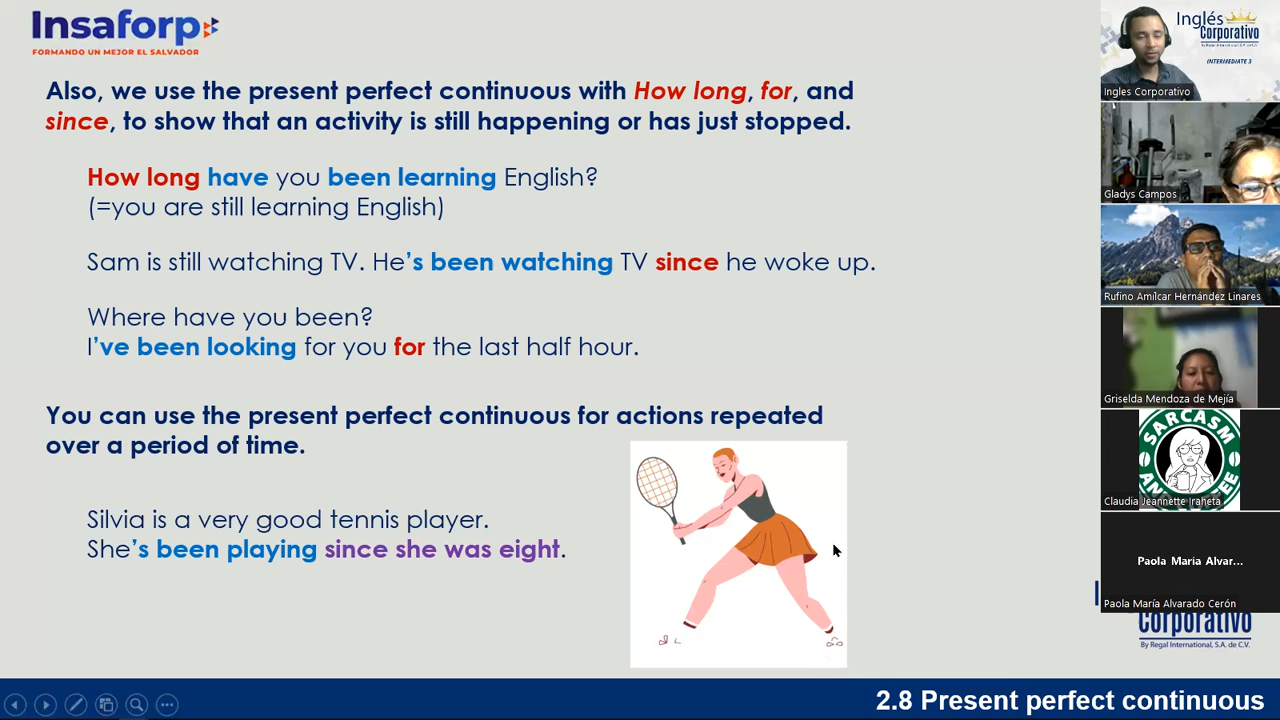 Insaforp
FORMANDO UN MEJOR EL SALVADOR
Also, we use the present perfect continuous with How long, for, and
since, to show that an activity is still happening or has just stopped.
How long have you been learning English?
(=you are still learning English)
Sam is still watching TV. He's been watching TV since he woke up.
Where have you been?
I've been looking for you for the last half hour.
You can use the present perfect continuous for actions repeated
over a period of time.
Silvia is a very good tennis player.
She's been playing since she was eight.
2.8 Present perfect continuous
Inglés
Corporativo
INTERMEDIATE 3
Ingles Corporativo
Gladys Campos
Rufino Amílcar Hernández Linares
Griselda Mendoza de Mejía
SARCASM
Claudia Jeannette Iraheta
Paola Maria Alvar...
Paola María Alvarado Cerón
Corporativo
By Regal International, S.A. de C.V.